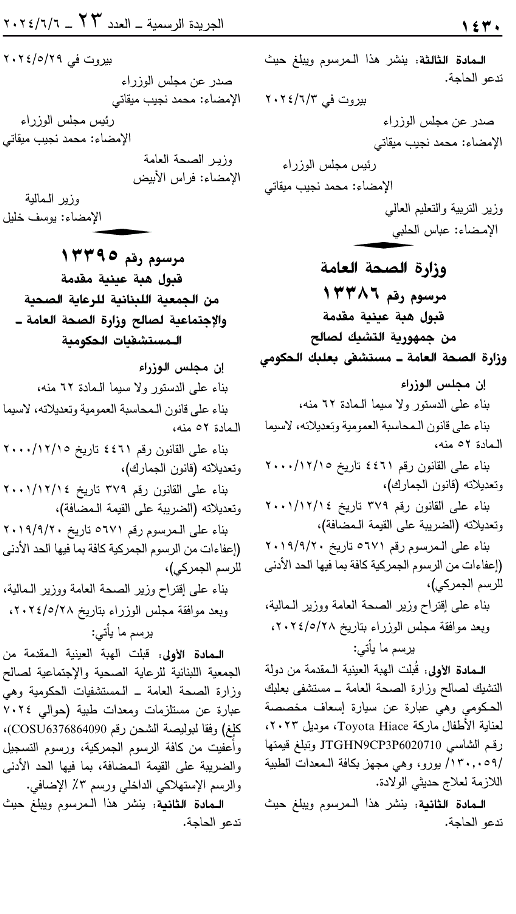 ١٤٣٠
الجريدة الرسمية – العدد ٢٣ – ٢٠٢٤/٦/٦
المادة الثالثة: ينشر هذا المرسوم ويبلغ حيث
تدعو الحاجة.
بيروت في ٢٠٢٤/٦/٣
صدر عن مجلس الوزراء
الإمضاء: محمد نجيب ميقاتي
رئيس مجلس الوزراء
الإمضاء: محمد نجيب ميقاتي
وزير التربية والتعليم العالي
الإمضاء: عباس الحلبي
وزارة الصحة العامة
مرسوم رقم ١٣٣٨٦
قبول هبة عينية مقدمة
من جمهورية التشيك لصالح
وزارة الصحة العامة – مستشفى بعلبك الحكومي
إن مجلس الوزراء
بناء على الدستور ولا سيما المادة ٦٢ منه،
بناء على قانون المحاسبة العمومية وتعديلاته، لاسيما
المادة ٥٢ منه،
بناء على القانون رقم ٤٤٦١ تاريخ ٢٠٠٠/١٢/١٥
وتعديلاته (قانون الجمارك)،
بناء على القانون رقم ٣٧٩ تاريخ ٢٠٠١/١٢/١٤
وتعديلاته (الضريبة على القيمة المضافة)،
بناء على المرسوم رقم ٥٦٧١ تاريخ ٢٠١٩/٩/٢٠
(إعفاءات من الرسوم الجمركية كافة بما فيها الحد الأدنى
للرسم الجمركي)،
بناء على إقتراح وزير الصحة العامة ووزير المالية،
وبعد موافقة مجلس الوزراء بتاريخ ٢٠٢٤/٥/٢٨،
يرسم ما يأتي:
المادة الأولى: قُبلت الهبة العينية المقدمة من دولة
التشيك لصالح وزارة الصحة العامة – مستشفى بعلبك
الحكومي وهي عبارة عن سيارة إسعاف مخصصة
لعناية الأطفال ماركة Toyota Hiace، موديل ٢٠٢٣،
رقم الشاسي JTGHN9CP3P6020710 وتبلغ قيمتها
/١٣٠,٠٥٩/ يورو، وهي مجهز بكافة المعدات الطبية
اللازمة لعلاج حديثي الولادة.
المادة الثانية: ينشر هذا المرسوم ويبلغ حيث
تدعو الحاجة.
بيروت في ٢٠٢٤/٥/٢٩
صدر عن مجلس الوزراء
الإمضاء: محمد نجيب ميقاتي
رئيس مجلس الوزراء
الإمضاء: محمد نجيب ميقاتي
وزير الصحة العامة
الإمضاء: فراس الأبيض
وزير المالية
الإمضاء: يوسف خليل
مرسوم رقم ١٣٣٩٥
قبول هبة عينية مقدمة
من الجمعية اللبنانية للرعاية الصحية
والإجتماعية لصالح وزارة الصحة العامة –
المستشفيات الحكومية
إن مجلس الوزراء
بناء على الدستور ولا سيما المادة ٦٢ منه،
بناء على قانون المحاسبة العمومية وتعديلاته، لاسيما
المادة ٥٢ منه،
بناء على القانون رقم ٤٤٦١ تاريخ ٢٠٠٠/١٢/١٥
وتعديلاته (قانون الجمارك)،
بناء على القانون رقم ٣٧٩ تاريخ ٢٠٠١/١٢/١٤
وتعديلاته (الضريبة على القيمة المضافة)،
بناء على المرسوم رقم ٥٦٧١ تاريخ ٢٠١٩/٩/٢٠
(إعفاءات من الرسوم الجمركية كافة بما فيها الحد الأدنى
للرسم الجمركي)،
بناء على إقتراح وزير الصحة العامة ووزير المالية،
وبعد موافقة مجلس الوزراء بتاريخ ٢٠٢٤/٥/٢٨،
يرسم ما يأتي:
المادة الأولى: قبلت الهبة العينية المقدمة من
الجمعية اللبنانية للرعاية الصحية والإجتماعية لصالح
وزارة الصحة العامة – المستشفيات الحكومية وهي
عبارة عن مستلزمات ومعدات طبية (حوالي ٧٠٢٤
كلغ) وفقا لبوليصة الشحن رقم COSU6376864090)،
وأعفيت من كافة الرسوم الجمركية، ورسوم التسجيل
والضريبة على القيمة المضافة، بما فيها الحد الأدنى
والرسم الإستهلاكي الداخلي ورسم ٣٪ الإضافي.
المادة الثانية: ينشر هذا المرسوم ويبلغ حيث
تدعو الحاجة.